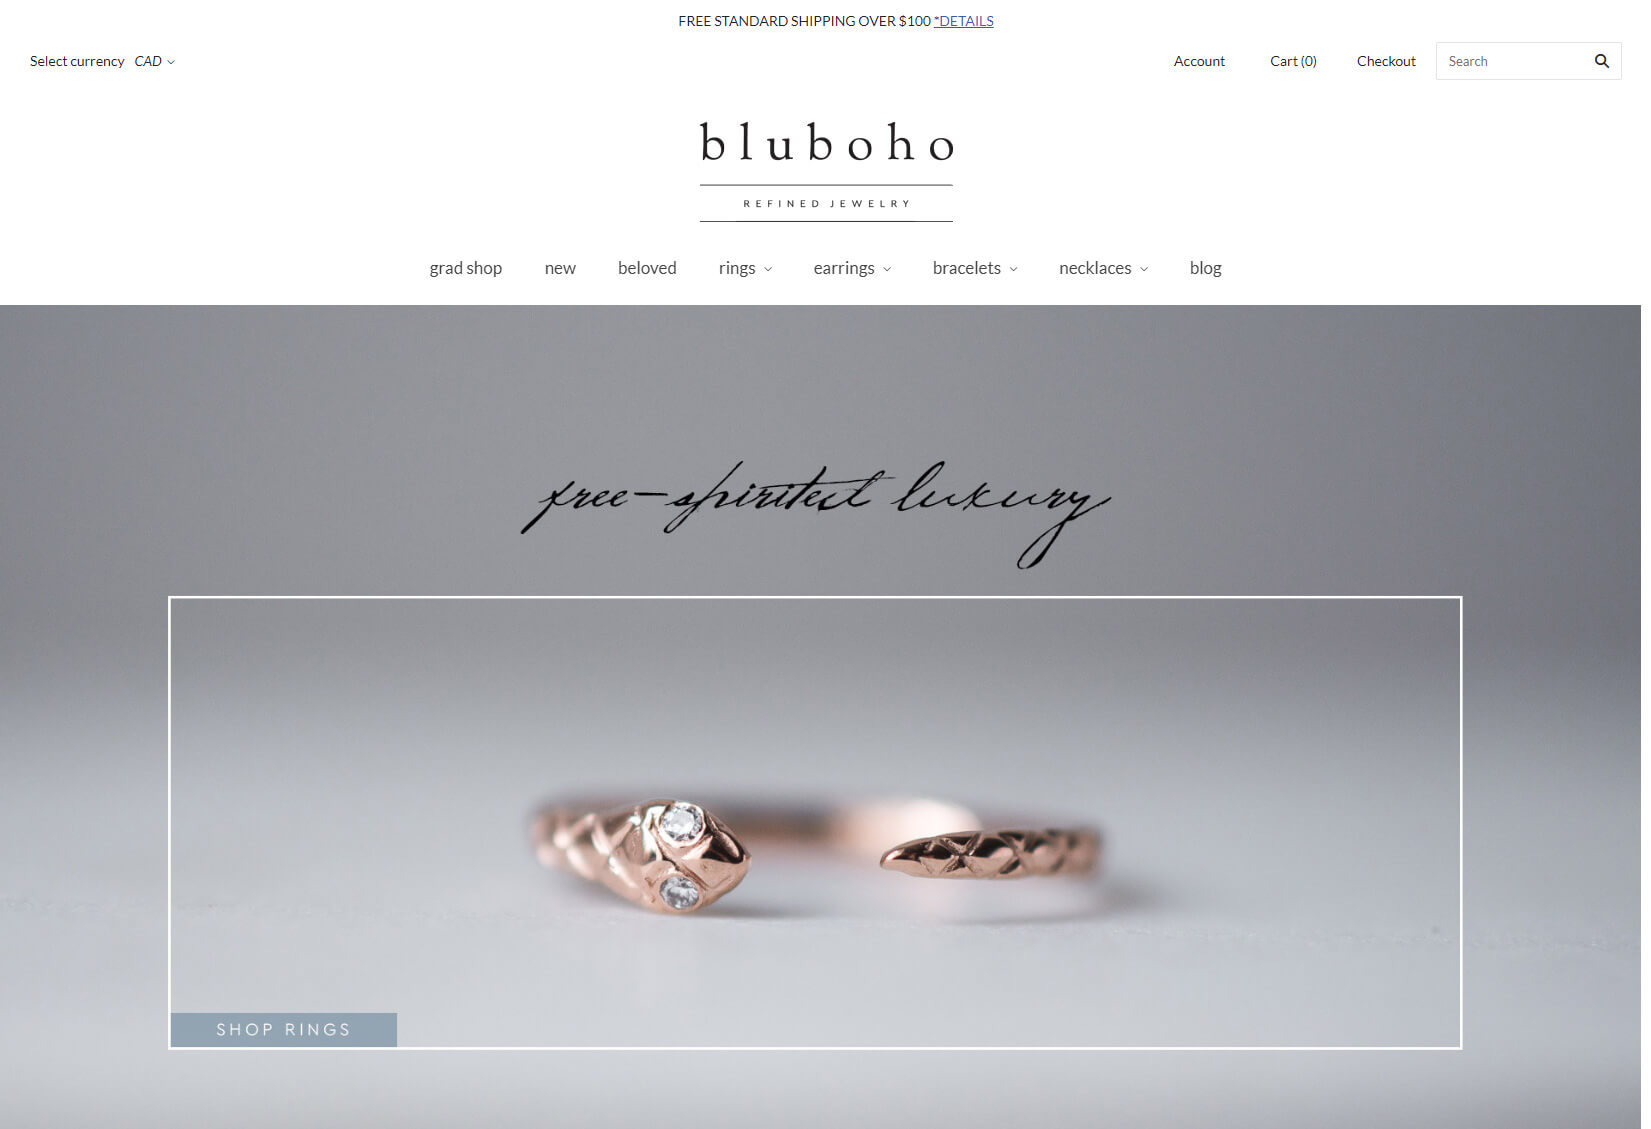 FREE STANDARD SHIPPING OVER $100 *DETAILS
Select currency CAD
Account Cart (0) Checkout Search
bluboho
REFINED JEWELRY
grad shop new beloved rings earrings bracelets necklaces blog
free-spirited luxury
SHOP RINGS